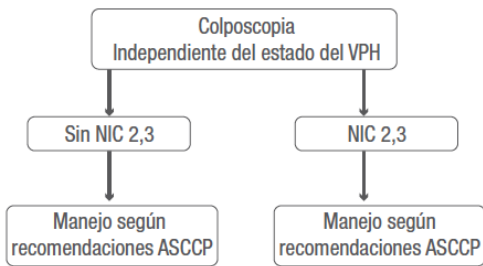 Colposcopia
Independiente del estado del VPH
Sin NIC 2,3
NIC 2,3
Manejo según
recomendaciones ASCCP
Manejo según
recomendaciones ASCCP